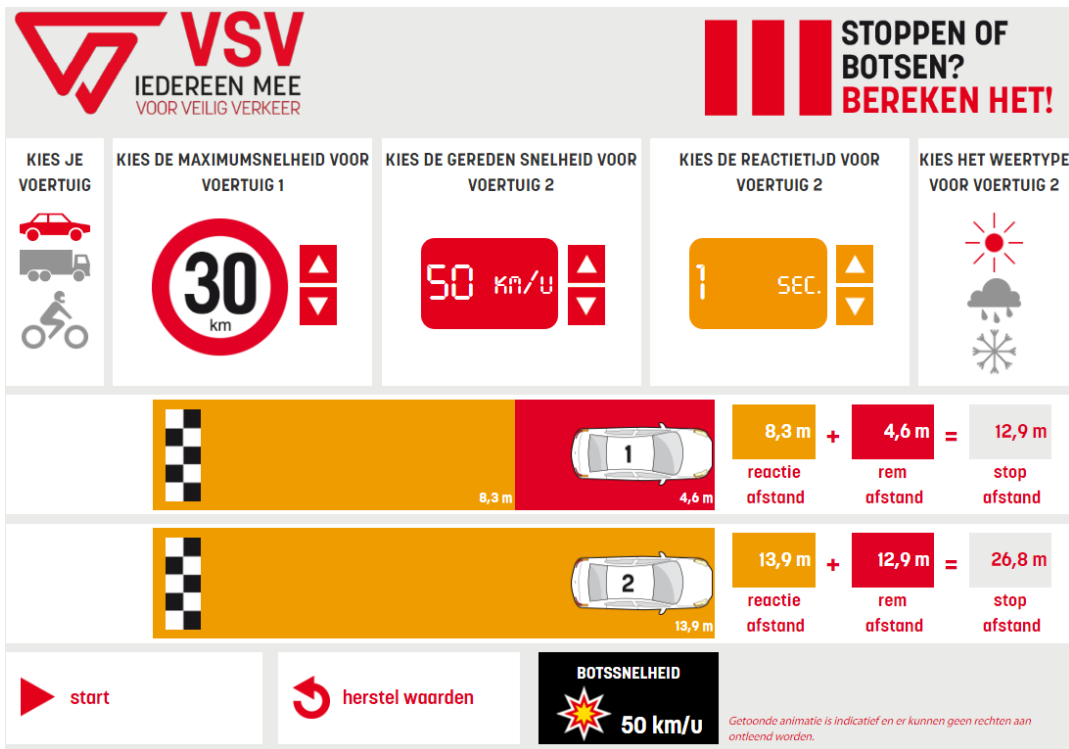 VSV
IEDEREEN MEE
VOOR VEILIG VERKEER
STOPPEN OF
BOTSEN?
BEREKEN HET!
KIES JE
VOERTUIG
KIES DE MAXIMUMSNELHEID VOOR
VOERTUIG 1
30
km
KIES DE GEREDEN SNELHEID VOOR
VOERTUIG 2
50 KM/U
KIES DE REACTIETIJD VOOR
VOERTUIG 2
1 SEC.
KIES HET WEERTYPE
VOOR VOERTUIG 2
1
8,3 m
4,6 m
8,3 m + 4,6 m = 12,9 m
reactie afstand
rem afstand
stop afstand
2
13,9 m
13,9 m + 12,9 m = 26,8 m
reactie afstand
rem afstand
stop afstand
start
herstel waarden
BOTSSNELHEID
50 km/u
Getoonde animatie is indicatief en er kunnen geen rechten aan
ontleend worden.